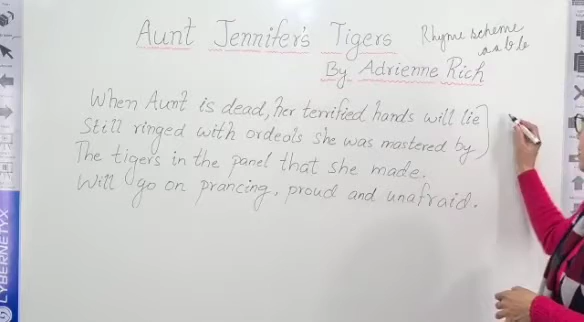 Aunt Jennifer's Tigers
Rhyme scheme
aabb
By Adrienne Rich
When Aunt is dead, her terrified hands will lie
Still ringed with ordeals she was mastered by
The tigers in the panel that she made.
Will go on prancing, proud and unafraid.
CYBERNETYX